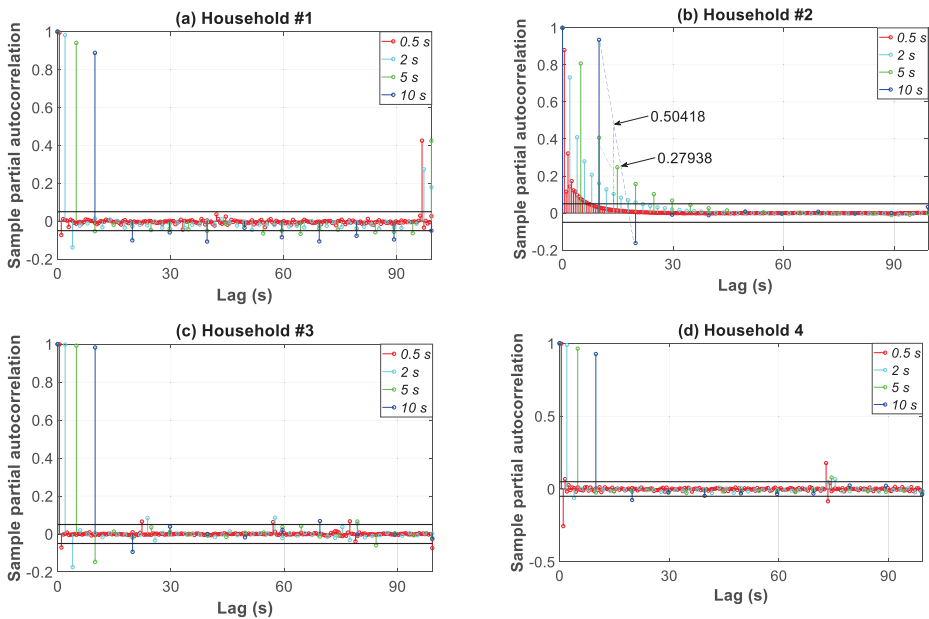 (a) Household #1
Sample partial autocorrelation
1
0.8
0.6
0.4
0.2
0
-0.2
0
30
60
90
Lag (s)
0.5 s
2 s
5 s
10 s
(b) Household #2
Sample partial autocorrelation
1
0.8
0.6
0.4
0.2
0
-0.2
0
30
60
90
Lag (s)
0.5 s
2 s
5 s
10 s
0.50418
0.27938
(c) Household #3
Sample partial autocorrelation
1
0.8
0.6
0.4
0.2
0
-0.2
0
30
60
90
Lag (s)
0.5 s
2 s
5 s
10 s
(d) Household 4
Sample partial autocorrelation
1
0.5
0
-0.5
0
30
60
90
Lag (s)
0.5 s
2 s
5 s
10 s